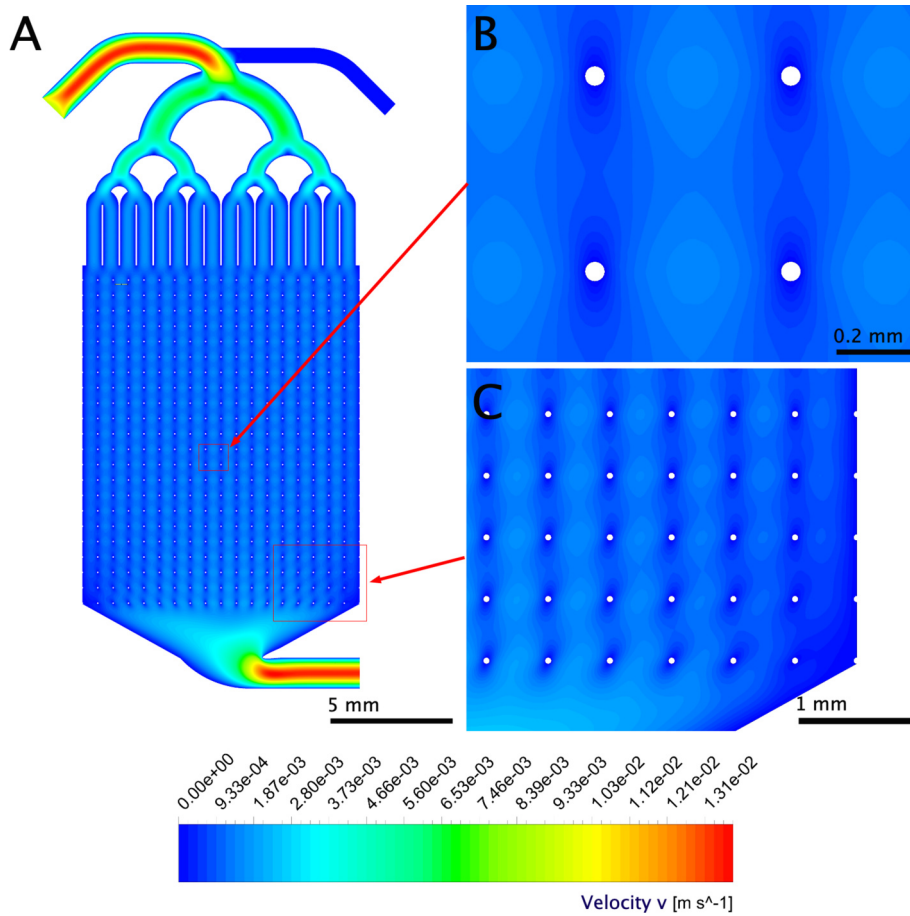 A
B
0.2 mm
C
5 mm
1 mm
0.00e+00
9.33e-04
1.87e-03
2.80e-03
3.73e-03
4.66e-03
5.60e-03
6.53e-03
7.46e-03
8.39e-03
9.33e-03
1.03e-02
1.12e-02
1.21e-02
1.31e-02
Velocity v [m s^-1]